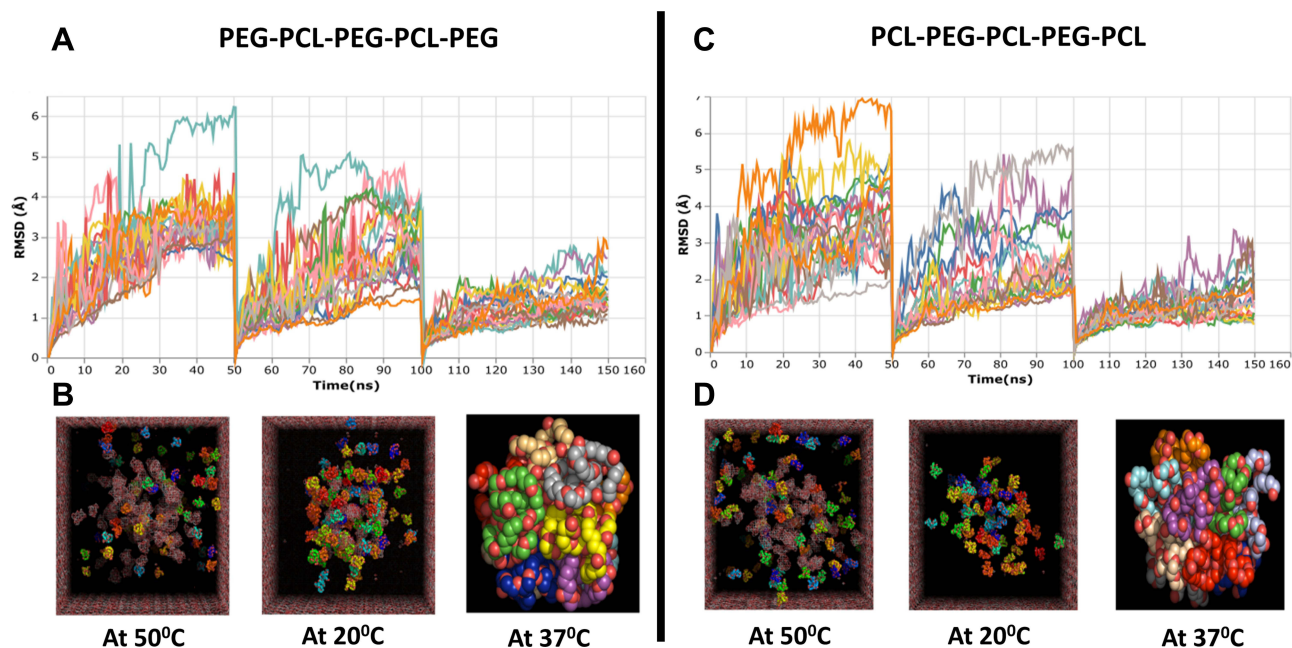 A
PEG-PCL-PEG-PCL-PEG
RMSD (Å)
6
5
4
3
2
1
0
0 10 20 30 40 50 60 70 80 90 100 110 120 130 140 150 160
Time(ns)
B
At 50⁰C
At 20⁰C
At 37⁰C
C
PCL-PEG-PCL-PEG-PCL
RMSD (Å)
7
6
5
4
3
2
1
0
0 10 20 30 40 50 60 70 80 90 100 110 120 130 140 150 160
Time(ns)
D
At 50⁰C
At 20⁰C
At 37⁰C